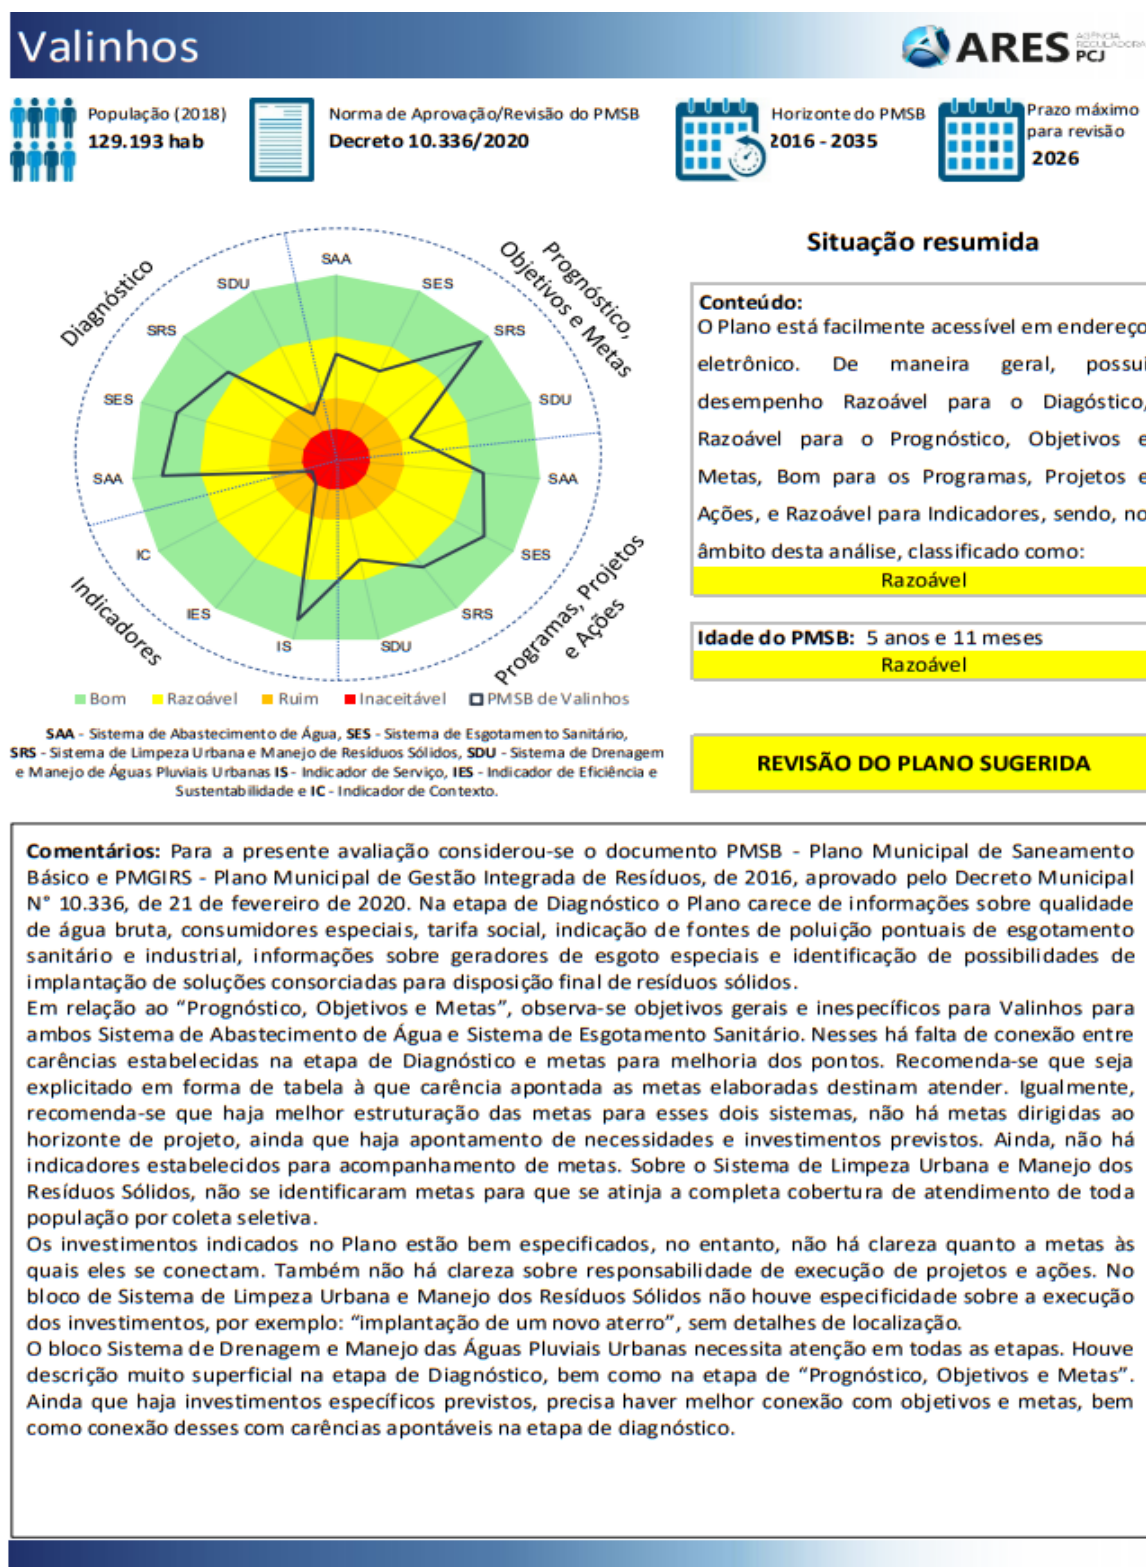 Valinhos
ARES
AGÊNCIA
REGULADORA
PCJ
População (2018)
129.193 hab
Norma de Aprovação/Revisão do PMSB
Decreto 10.336/2020
Horizonte do PMSB
2016 - 2035
Prazo máximo
para revisão
2026
Diagnóstico
Prognóstico,
Objetivos e Metas
Programas, Projetos
e Ações
Indicadores
SAA
SES
SRS
SDU
SAA
SES
SRS
SDU
IS
IES
IC
SAA
SES
SRS
SDU
Bom
Razoável
Ruim
Inaceitável
PMSB de Valinhos
SAA - Sistema de Abastecimento de Água, SES - Sistema de Esgotamento Sanitário,
SRS - Sistema de Limpeza Urbana e Manejo de Resíduos Sólidos, SDU - Sistema de Drenagem
e Manejo de Águas Pluviais Urbanas IS - Indicador de Serviço, IES - Indicador de Eficiência e
Sustentabilidade e IC - Indicador de Contexto.
Situação resumida
Conteúdo:
O Plano está facilmente acessível em endereço
eletrônico. De maneira geral, possui
desempenho Razoável para o Diagóstico,
Razoável para o Prognóstico, Objetivos e
Metas, Bom para os Programas, Projetos e
Ações, e Razoável para Indicadores, sendo, no
âmbito desta análise, classificado como:
Razoável
Idade do PMSB: 5 anos e 11 meses
Razoável
REVISÃO DO PLANO SUGERIDA
Comentários: Para a presente avaliação considerou-se o documento PMSB - Plano Municipal de Saneamento
Básico e PMGIRS - Plano Municipal de Gestão Integrada de Resíduos, de 2016, aprovado pelo Decreto Municipal
N° 10.336, de 21 de fevereiro de 2020. Na etapa de Diagnóstico o Plano carece de informações sobre qualidade
de água bruta, consumidores especiais, tarifa social, indicação de fontes de poluição pontuais de esgotamento
sanitário e industrial, informações sobre geradores de esgoto especiais e identificação de possibilidades de
implantação de soluções consorciadas para disposição final de resíduos sólidos.
Em relação ao “Prognóstico, Objetivos e Metas”, observa-se objetivos gerais e inespecíficos para Valinhos para
ambos Sistema de Abastecimento de Água e Sistema de Esgotamento Sanitário. Nesses há falta de conexão entre
carências estabelecidas na etapa de Diagnóstico e metas para melhoria dos pontos. Recomenda-se que seja
explicitado em forma de tabela à que carência apontada as metas elaboradas destinam atender. Igualmente,
recomenda-se que haja melhor estruturação das metas para esses dois sistemas, não há metas dirigidas ao
horizonte de projeto, ainda que haja apontamento de necessidades e investimentos previstos. Ainda, não há
indicadores estabelecidos para acompanhamento de metas. Sobre o Sistema de Limpeza Urbana e Manejo dos
Resíduos Sólidos, não se identificaram metas para que se atinja a completa cobertura de atendimento de toda
população por coleta seletiva.
Os investimentos indicados no Plano estão bem especificados, no entanto, não há clareza quanto a metas às
quais eles se conectam. Também não há clareza sobre responsabilidade de execução de projetos e ações. No
bloco de Sistema de Limpeza Urbana e Manejo dos Resíduos Sólidos não houve especificidade sobre a execução
dos investimentos, por exemplo: “implantação de um novo aterro”, sem detalhes de localização.
O bloco Sistema de Drenagem e Manejo das Águas Pluviais Urbanas necessita atenção em todas as etapas. Houve
descrição muito superficial na etapa de Diagnóstico, bem como na etapa de “Prognóstico, Objetivos e Metas”.
Ainda que haja investimentos específicos previstos, precisa haver melhor conexão com objetivos e metas, bem
como conexão desses com carências apontáveis na etapa de diagnóstico.